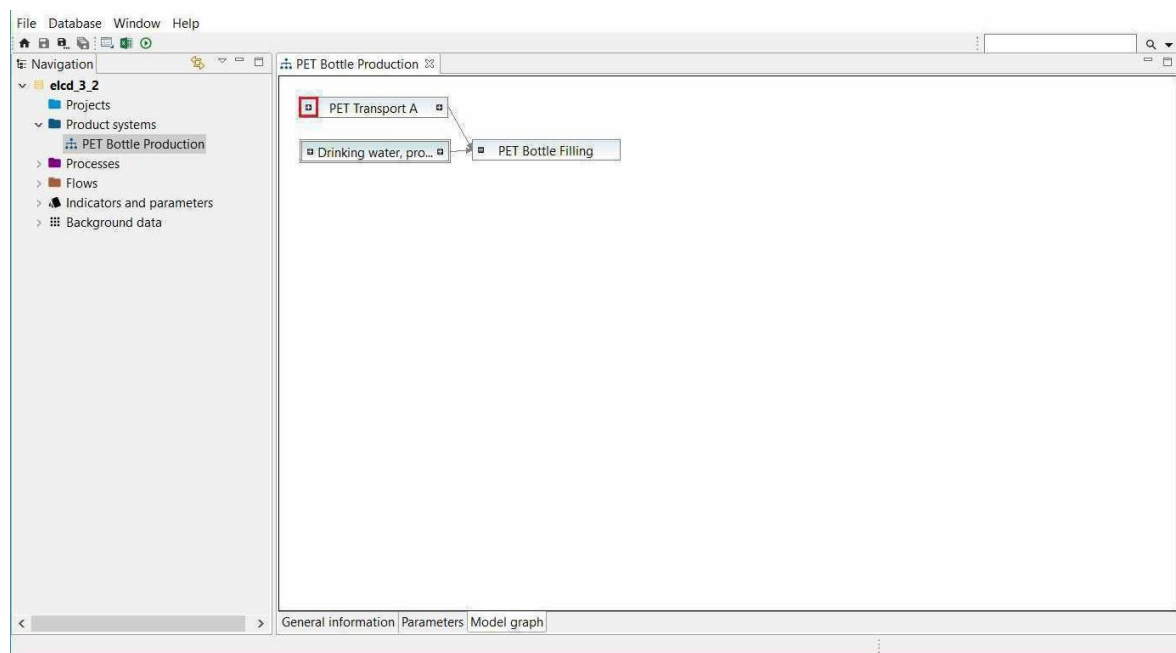 File Database Window Help
Navigation
PET Bottle Production
elcd_3_2
Projects
Product systems
PET Bottle Production
Processes
Flows
Indicators and parameters
Background data
PET Transport A
Drinking water, pro...
PET Bottle Filling
General information Parameters Model graph